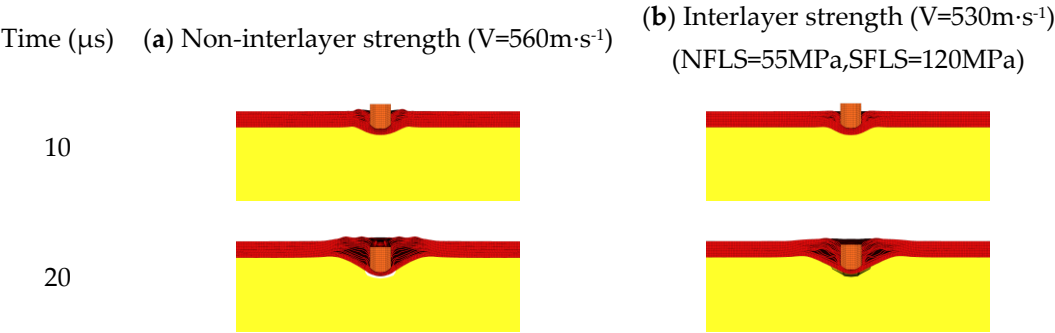 Time (μs)
(a) Non-interlayer strength (V=560m·s-1)
(b) Interlayer strength (V=530m·s-1)
(NFLS=55MPa,SFLS=120MPa)
10
20